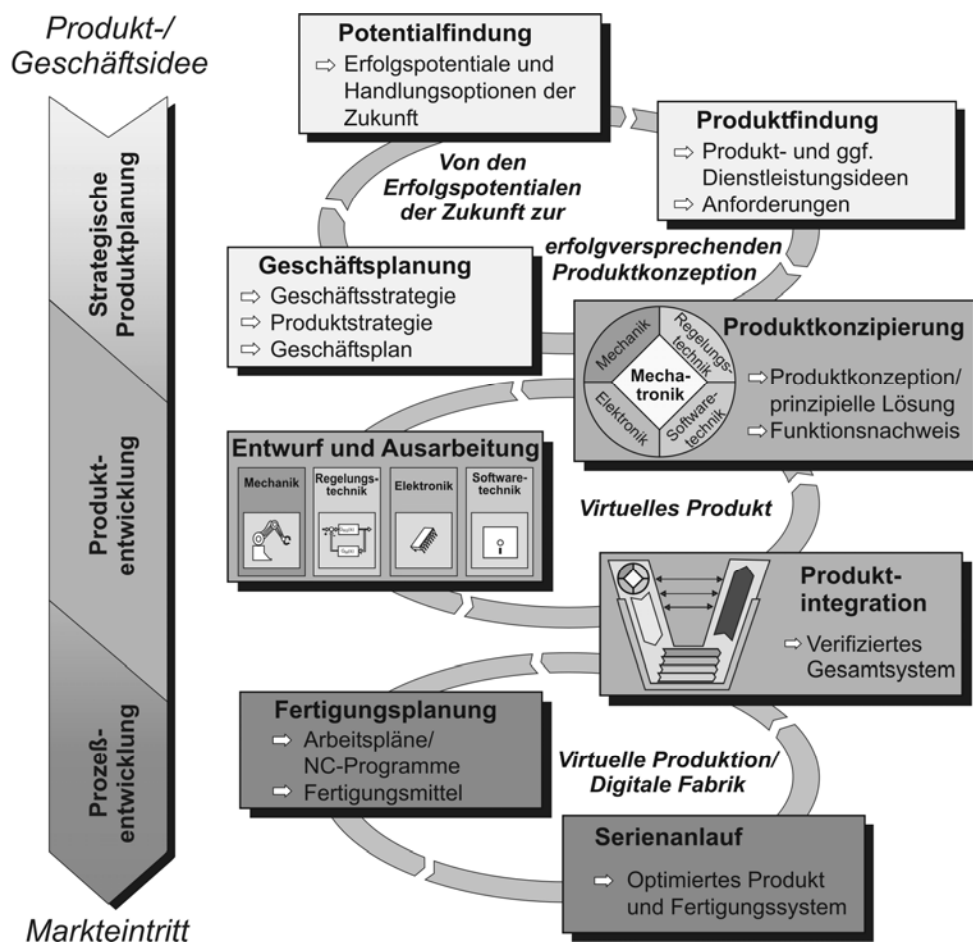 Produkt-/
Geschäftsidee
Strategische
Produktplanung
Produkt-
entwicklung
Prozeß-
entwicklung
Markteintritt
Potentialfindung
Erfolgspotentiale und
Handlungsoptionen der
Zukunft
Produktfindung
Produkt- und ggf.
Dienstleistungsideen
Anforderungen
Von den
Erfolgspotentialen
der Zukunft zur
erfolgversprechenden
Produktkonzeption
Geschäftsplanung
Geschäftsstrategie
Produktstrategie
Geschäftsplan
Mechanik
Regelungs-
technik
Mecha-
tronik
Elektronik
Software-
technik
Produktkonzipierung
Produktkonzeption/
prinzipielle Lösung
Funktionsnachweis
Entwurf und Ausarbeitung
Mechanik
Regelungs-
technik
Elektronik
Software-
technik
Virtuelles Produkt
Produkt-
integration
Verifiziertes
Gesamtsystem
Fertigungsplanung
Arbeitspläne/
NC-Programme
Fertigungsmittel
Virtuelle Produktion/
Digitale Fabrik
Serienanlauf
Optimiertes Produkt
und Fertigungssystem